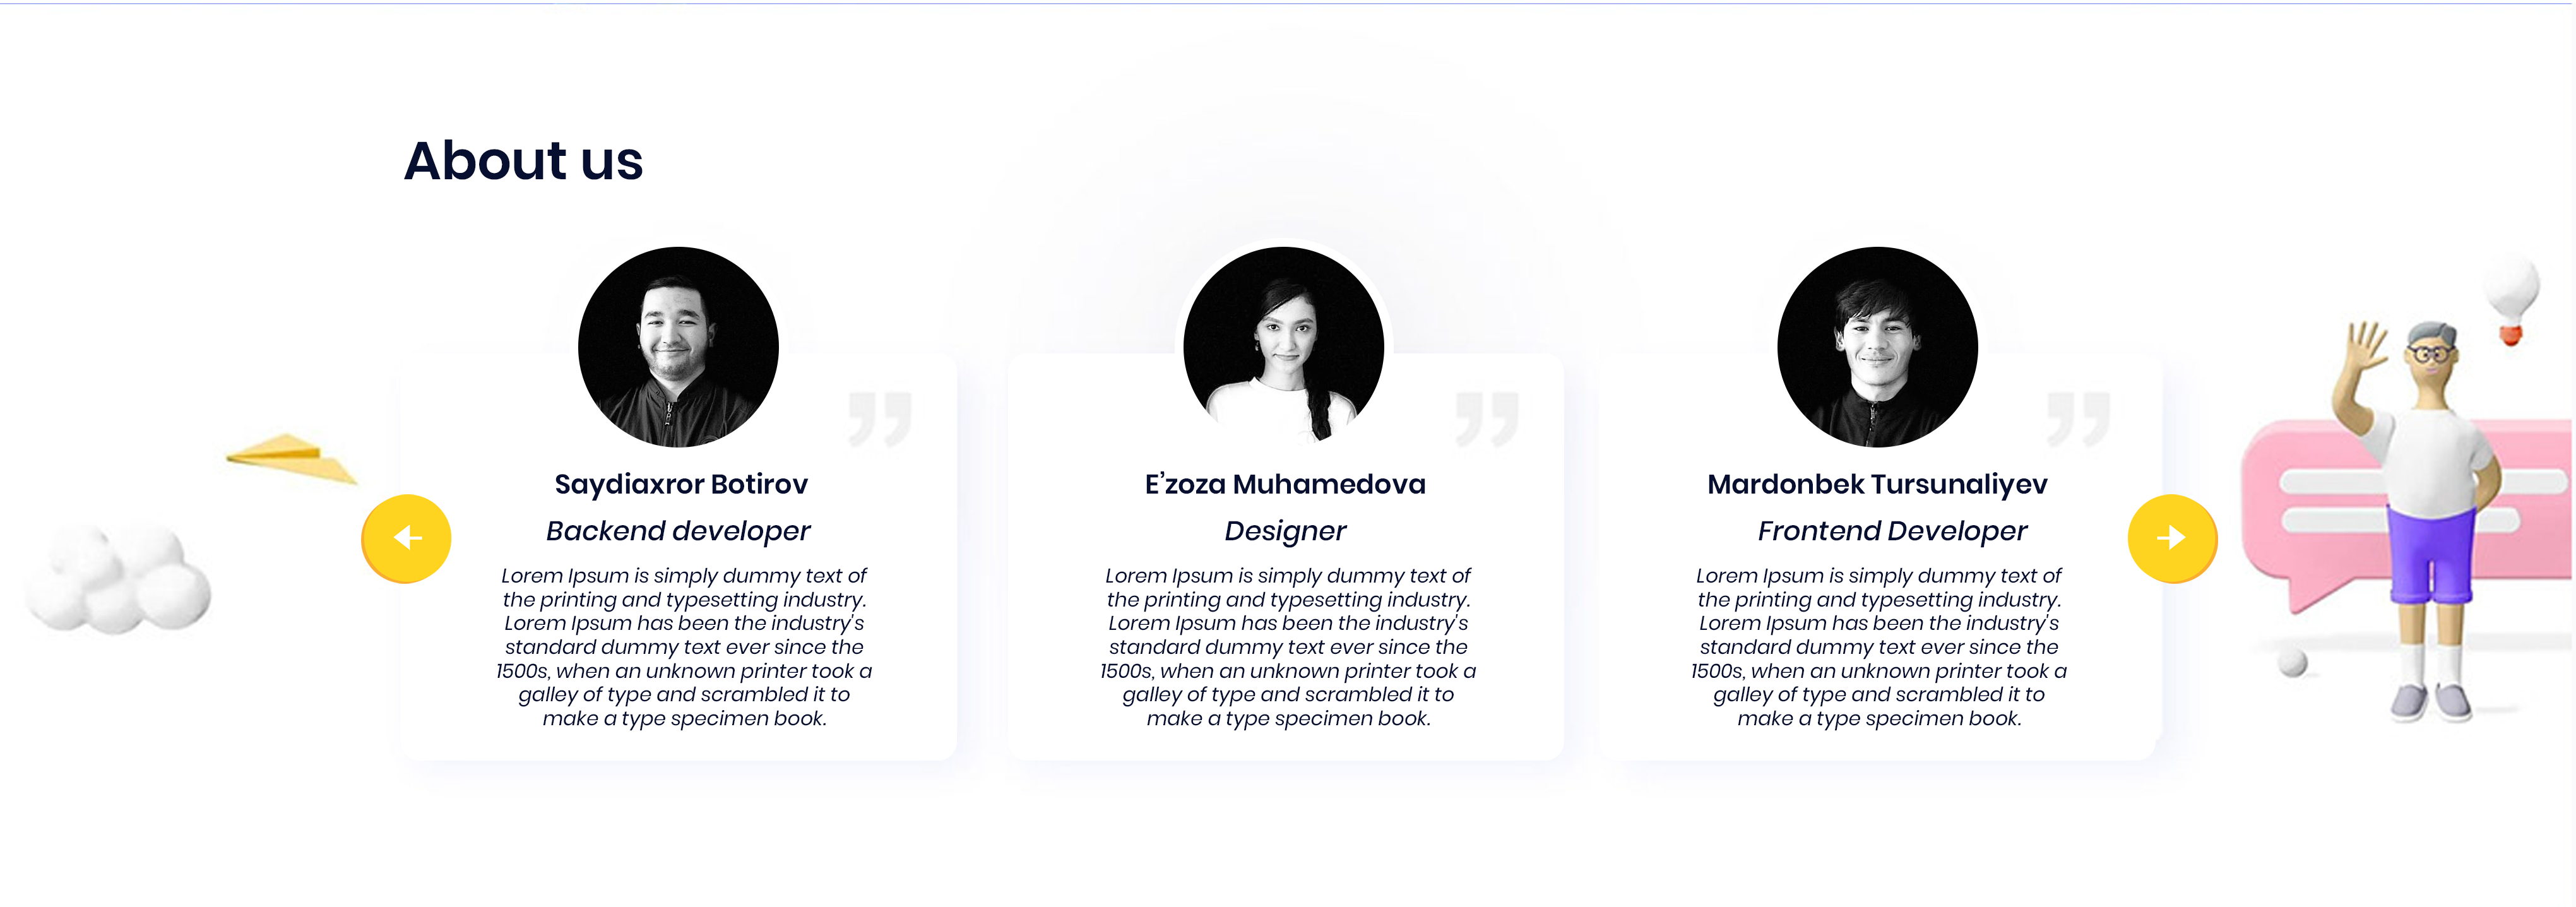 About us
Saydiaxror Botirov
Backend developer
Lorem Ipsum is simply dummy text of
the printing and typesetting industry.
Lorem Ipsum has been the industry's
standard dummy text ever since the
1500s, when an unknown printer took a
galley of type and scrambled it to
make a type specimen book.
E’zoza Muhamedova
Designer
Lorem Ipsum is simply dummy text of
the printing and typesetting industry.
Lorem Ipsum has been the industry's
standard dummy text ever since the
1500s, when an unknown printer took a
galley of type and scrambled it to
make a type specimen book.
Mardonbek Tursunaliyev
Frontend Developer
Lorem Ipsum is simply dummy text of
the printing and typesetting industry.
Lorem Ipsum has been the industry's
standard dummy text ever since the
1500s, when an unknown printer took a
galley of type and scrambled it to
make a type specimen book.